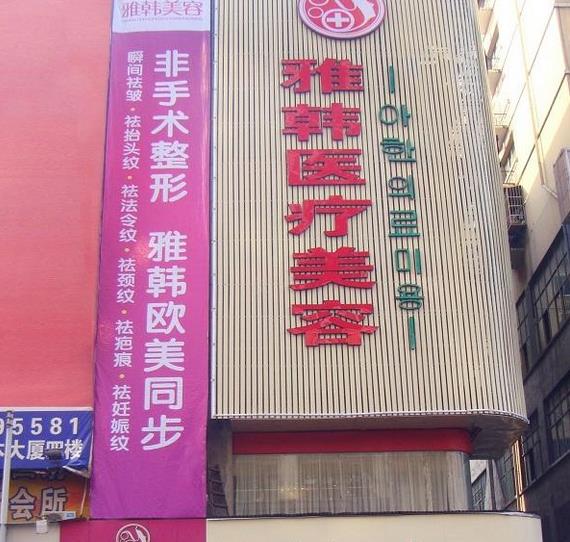 雅韩美容
非手术整形 雅韩欧美同步
瞬间祛皱·祛抬头纹·祛法令纹·祛颈纹·祛疤痕·祛妊娠纹
雅韩医疗美容
아한의료미용
95581
大厦四楼
会所